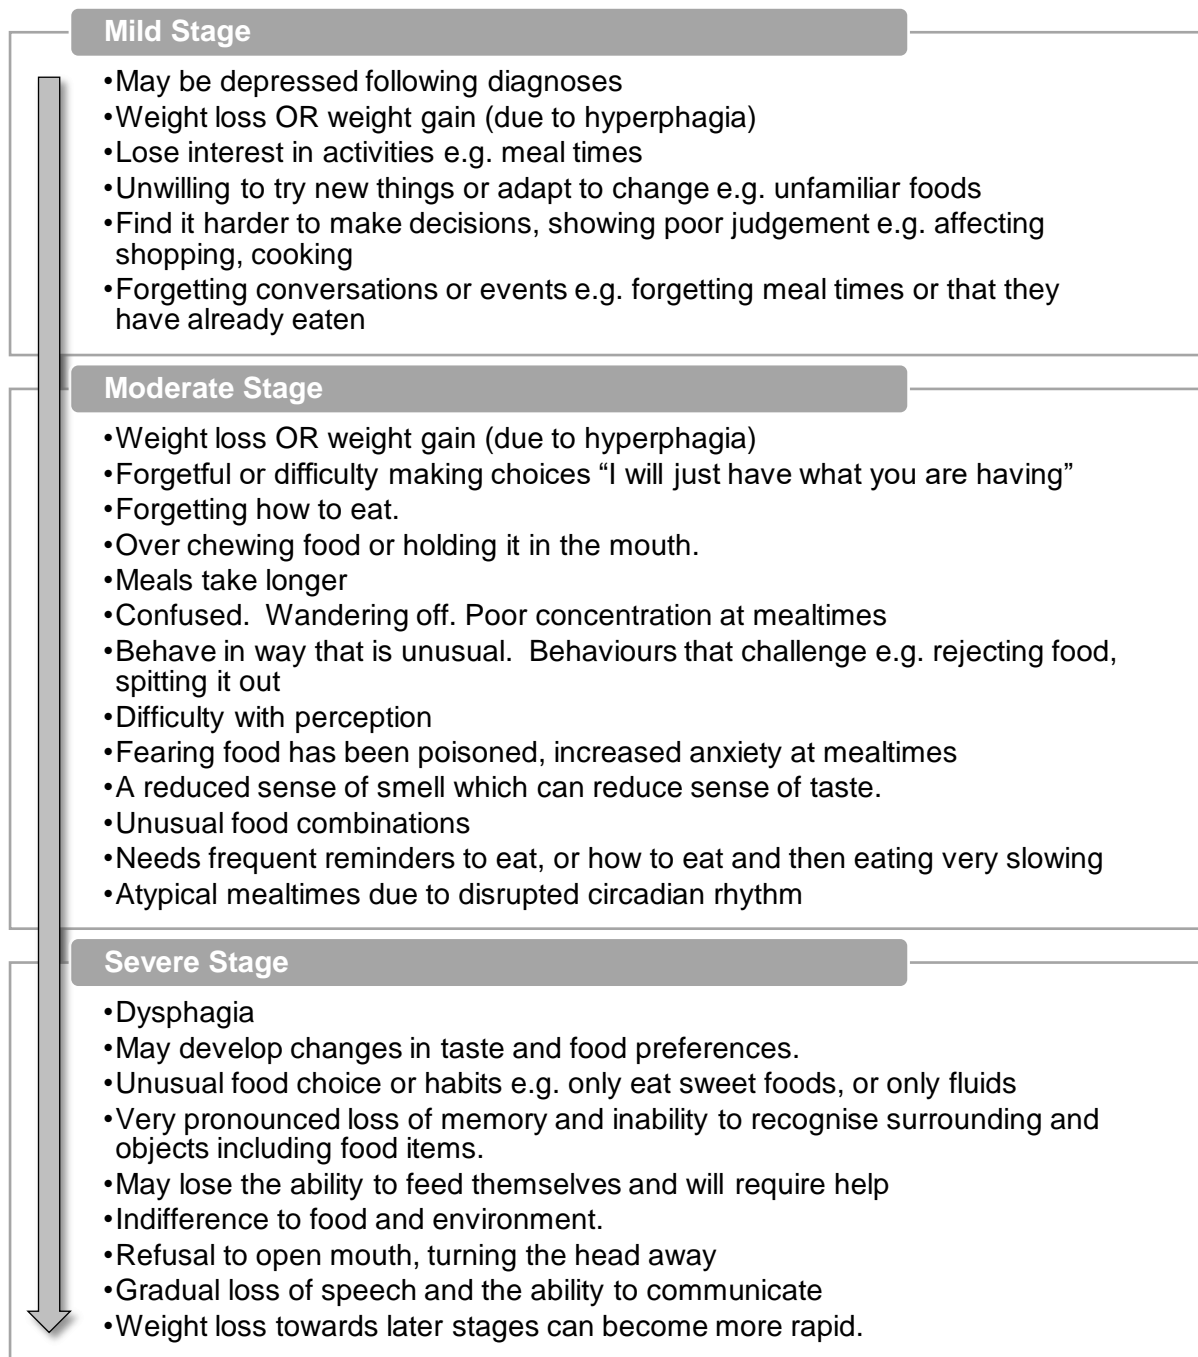 Mild Stage
•May be depressed following diagnoses
•Weight loss OR weight gain (due to hyperphagia)
•Lose interest in activities e.g. meal times
•Unwilling to try new things or adapt to change e.g. unfamiliar foods
•Find it harder to make decisions, showing poor judgement e.g. affecting
shopping, cooking
•Forgetting conversations or events e.g. forgetting meal times or that they
have already eaten
Moderate Stage
•Weight loss OR weight gain (due to hyperphagia)
•Forgetful or difficulty making choices “I will just have what you are having”
•Forgetting how to eat.
•Over chewing food or holding it in the mouth.
•Meals take longer
•Confused.  Wandering off. Poor concentration at mealtimes
•Behave in way that is unusual.  Behaviours that challenge e.g. rejecting food,
spitting it out
•Difficulty with perception
•Fearing food has been poisoned, increased anxiety at mealtimes
•A reduced sense of smell which can reduce sense of taste.
•Unusual food combinations
•Needs frequent reminders to eat, or how to eat and then eating very slowing
•Atypical mealtimes due to disrupted circadian rhythm
Severe Stage
•Dysphagia
•May develop changes in taste and food preferences.
•Unusual food choice or habits e.g. only eat sweet foods, or only fluids
•Very pronounced loss of memory and inability to recognise surrounding and
objects including food items.
•May lose the ability to feed themselves and will require help
•Indifference to food and environment.
•Refusal to open mouth, turning the head away
•Gradual loss of speech and the ability to communicate
•Weight loss towards later stages can become more rapid.